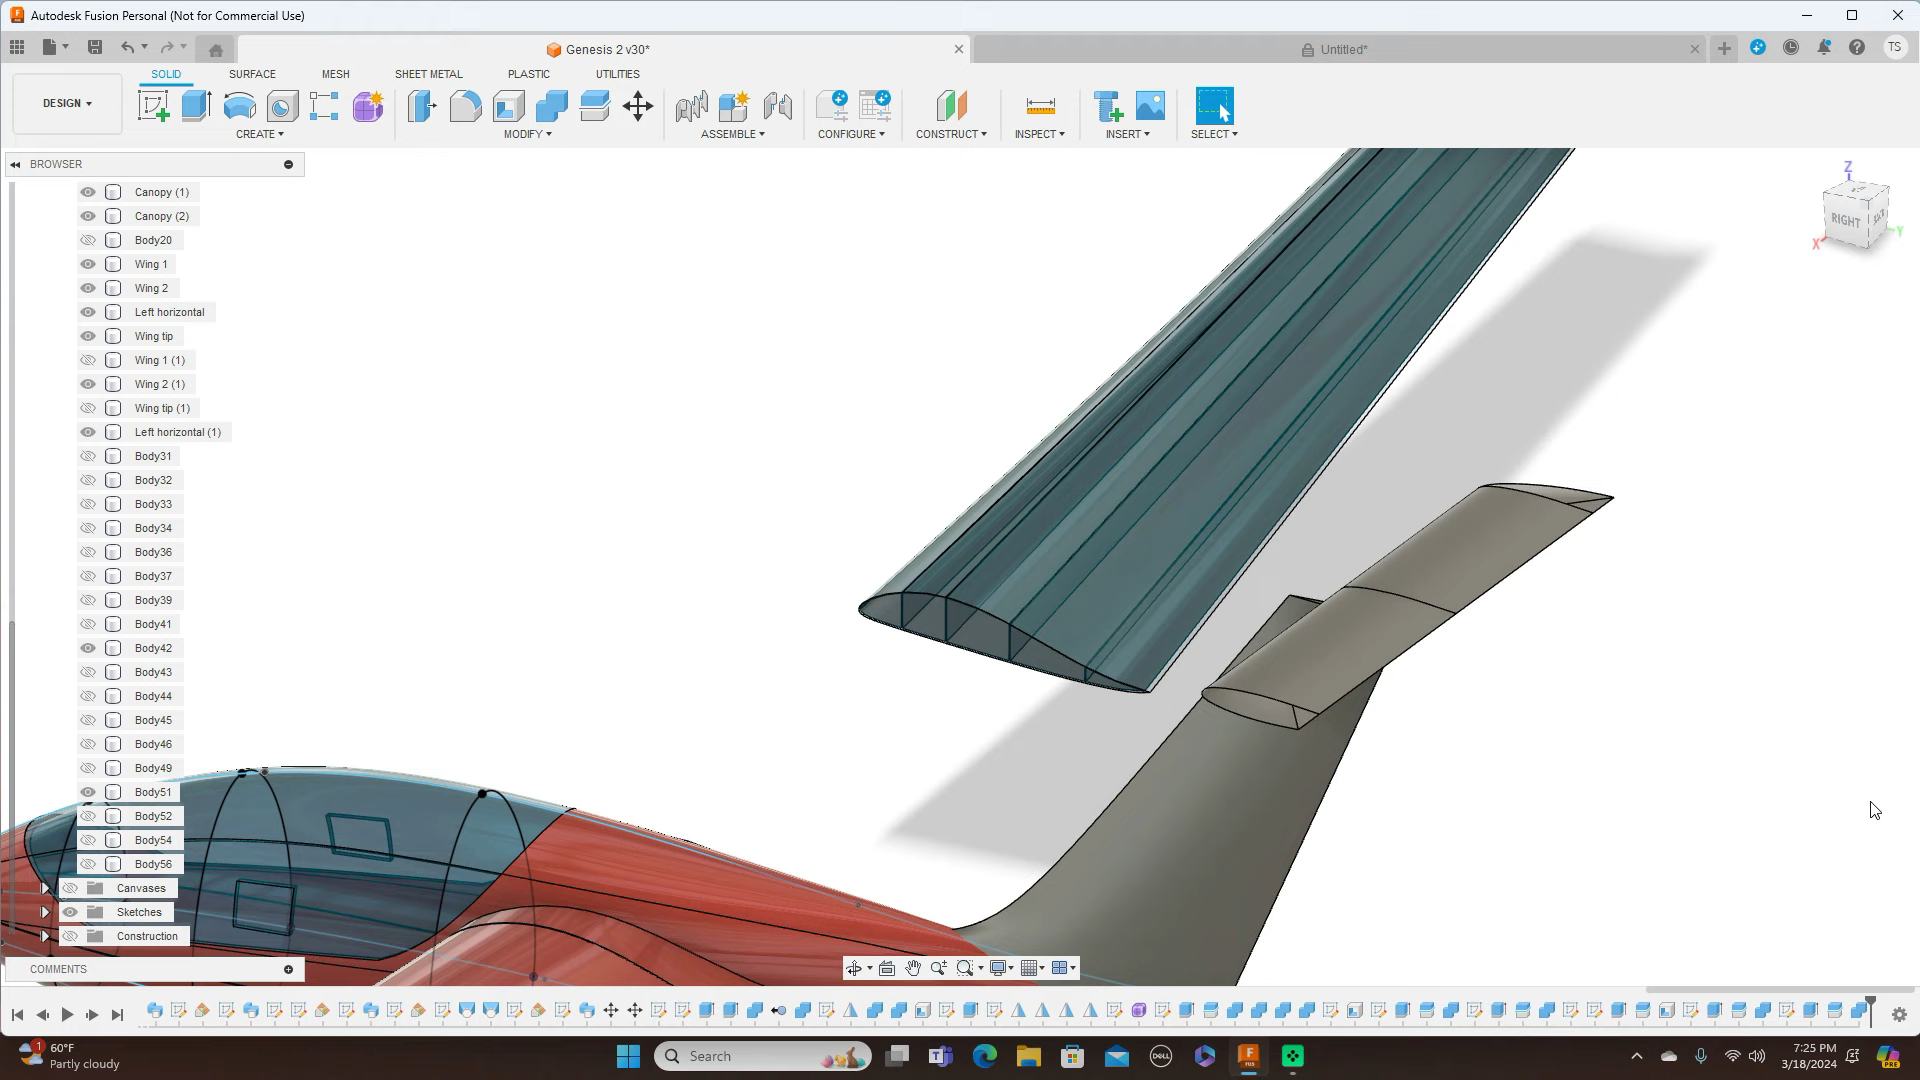 Autodesk Fusion Personal (Not for Commercial Use)
Genesis 2 v30*
Untitled*
TS
DESIGN
SOLID
SURFACE
MESH
SHEET METAL
PLASTIC
UTILITIES
CREATE
MODIFY
ASSEMBLE
CONFIGURE
CONSTRUCT
INSPECT
INSERT
SELECT
BROWSER
Canopy (1)
Canopy (2)
Body20
Wing 1
Wing 2
Left horizontal
Wing tip
Wing 1 (1)
Wing 2 (1)
Wing tip (1)
Left horizontal (1)
Body31
Body32
Body33
Body34
Body36
Body37
Body39
Body41
Body42
Body43
Body44
Body45
Body46
Body49
Body51
Body52
Body54
Body56
Canvases
Sketches
Construction
COMMENTS
Z
RIGHT
X
Y
1
60°F
Partly cloudy
Search
DELL
FUS
7:25 PM
3/18/2024
PRE